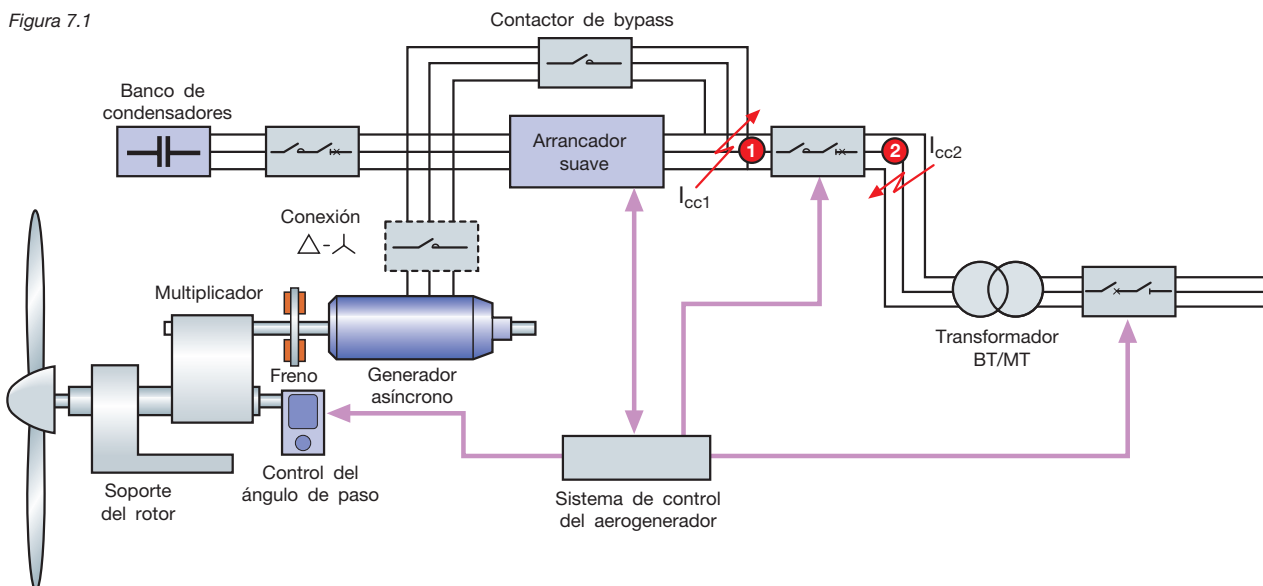 Figura 7.1
Contactor de bypass
Banco de
condensadores
Arrancador
suave
1
2
Icc1
Icc2
Conexión
Multiplicador
Freno
Generador
asíncrono
Transformador
BT/MT
Soporte
del rotor
Control del
ángulo de paso
Sistema de control
del aerogenerador